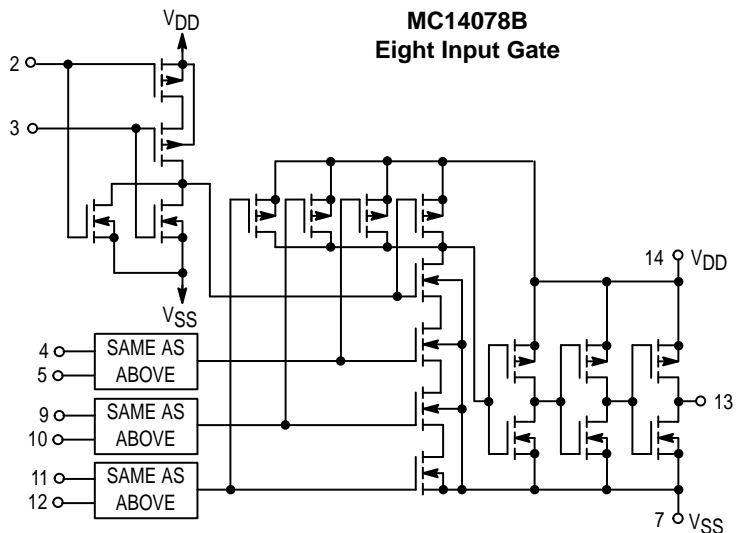 MC14078B
Eight Input Gate
VDD
2
3
VSS
14 VDD
4
5
SAME AS
ABOVE
13
9
10
SAME AS
ABOVE
11
12
SAME AS
ABOVE
7 VSS